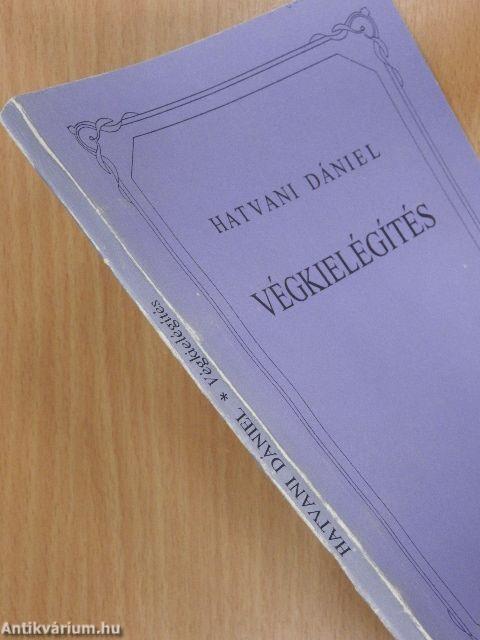 HATVANI DÁNIEL
VÉGKIELÉGÍTÉS
HATVANI DÁNIEL * Végkielégítés
Antikvárium.hu